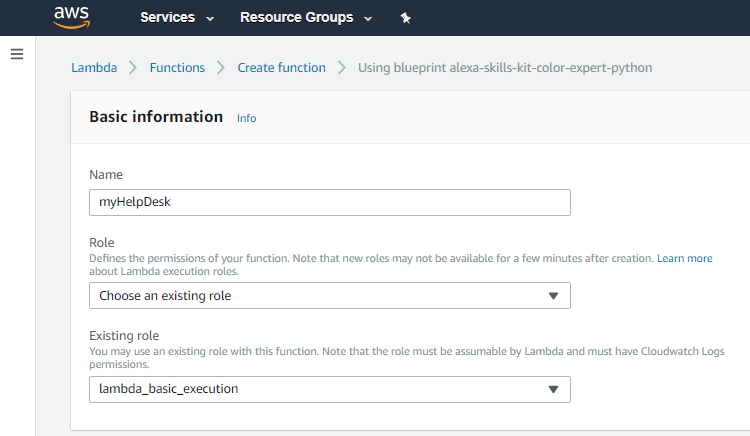 aws Services Resource Groups
Lambda Functions Create function Using blueprint alexa-skills-kit-color-expert-python
Basic information Info
Name
myHelpDesk
Role
Defines the permissions of your function. Note that new roles may not be available for a few minutes after creation. Learn more
about Lambda execution roles.
Choose an existing role
Existing role
You may use an existing role with this function. Note that the role must be assumable by Lambda and must have Cloudwatch Logs
permissions.
lambda_basic_execution